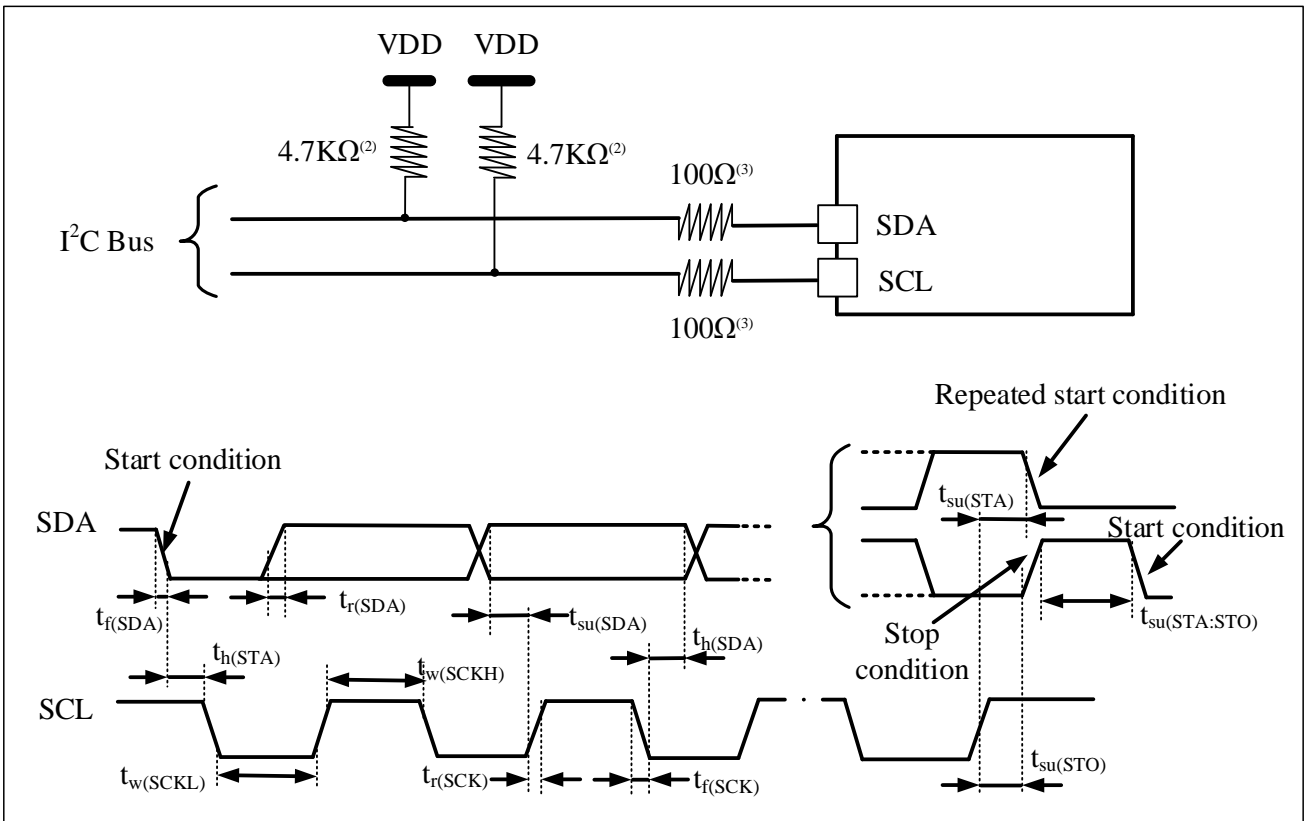 VDD VDD
4.7KΩ(2) 4.7KΩ(2)
100Ω(3)
I2C Bus
SDA
SCL
100Ω(3)
Repeated start condition
Start condition
tsu(STA)
SDA
Start condition
tf(SDA) tr(SDA) tsu(SDA) th(SDA)
Stop condition
tsu(STA:STO)
th(STA)
tw(SCKH)
SCL
tw(SCKL) tr(SCK) tf(SCK) tsu(STO)